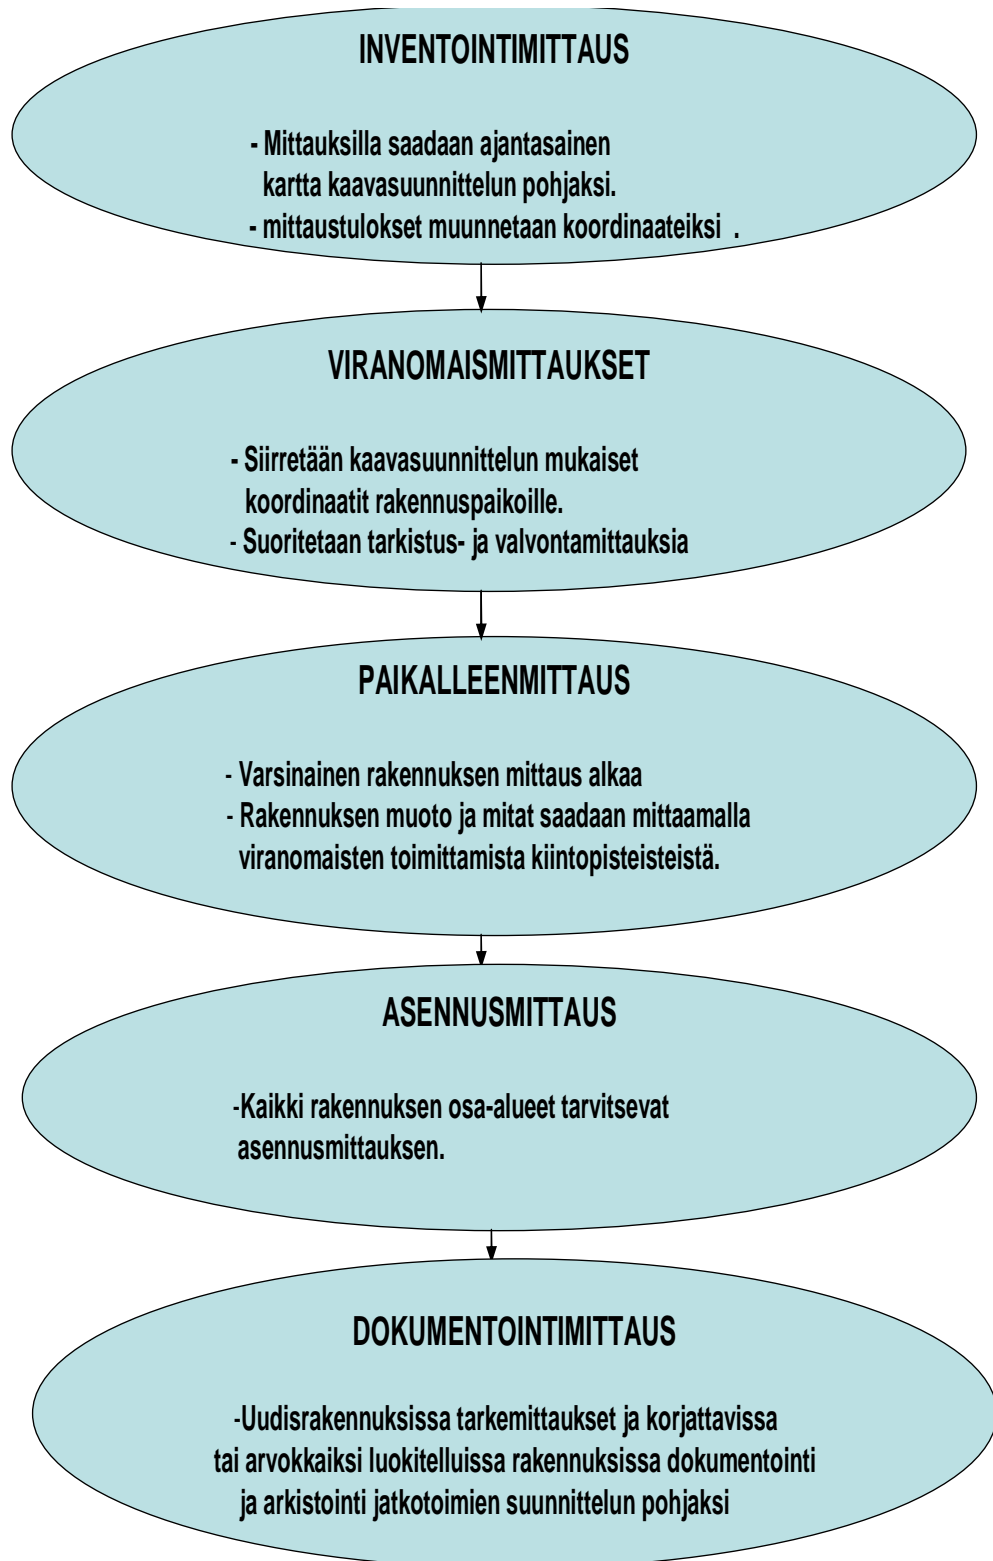 INVENTOINTIMITTAUS
- Mittauksilla saadaan ajantasainen
kartta kaavasuunnittelun pohjaksi.
- mittaustulokset muunnetaan koordinaateiksi .
VIRANOMAISMITTAUKSET
- Siirretään kaavasuunnittelun mukaiset
koordinaatit rakennuspaikoille.
- Suoritetaan tarkistus- ja valvontamittauksia
PAIKALLEENMITTAUS
- Varsinainen rakennuksen mittaus alkaa
- Rakennuksen muoto ja mitat saadaan mittaamalla
viranomaisten toimittamista kiintopisteisteistä.
ASENNUSMITTAUS
-Kaikki rakennuksen osa-alueet tarvitsevat
asennusmittauksen.
DOKUMENTOINTIMITTAUS
-Uudisrakennuksissa tarkemittaukset ja korjattavissa
tai arvokkaiksi luokitelluissa rakennuksissa dokumentointi
ja arkistointi jatkotoimien suunnittelun pohjaksi